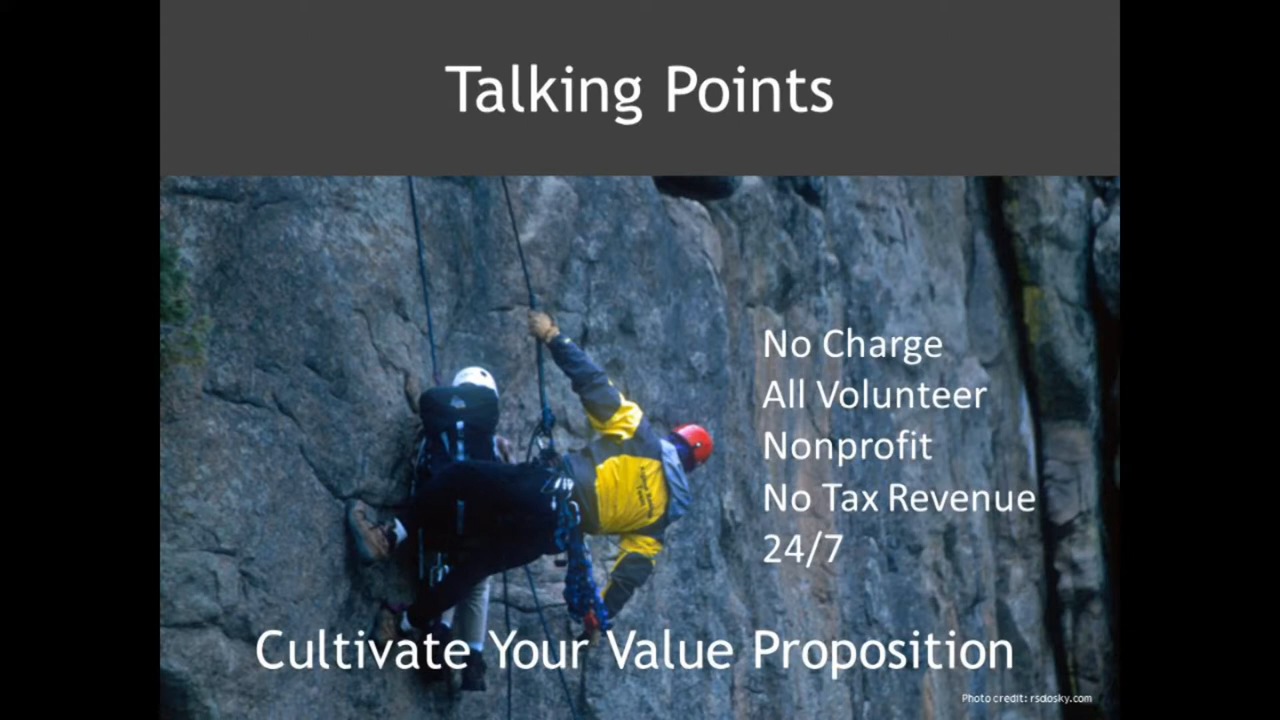 Talking Points
No Charge
All Volunteer
Nonprofit
No Tax Revenue
24/7
Cultivate Your Value Proposition
Photo credit: rsdosky.com